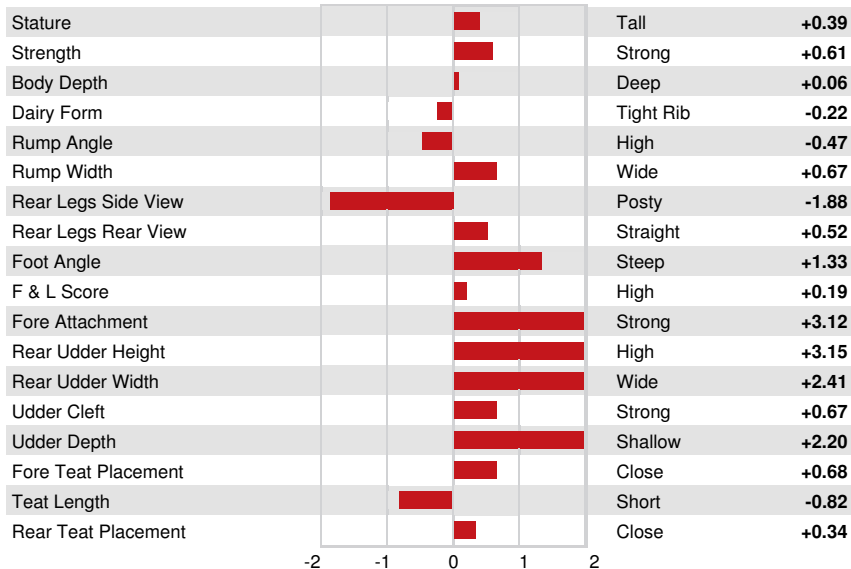 Stature Tall +0.39
Strength Strong +0.61
Body Depth Deep +0.06
Dairy Form Tight Rib -0.22
Rump Angle High -0.47
Rump Width Wide +0.67
Rear Legs Side View Posty -1.88
Rear Legs Rear View Straight +0.52
Foot Angle Steep +1.33
F & L Score High +0.19
Fore Attachment Strong +3.12
Rear Udder Height High +3.15
Rear Udder Width Wide +2.41
Udder Cleft Strong +0.67
Udder Depth Shallow +2.20
Fore Teat Placement Close +0.68
Teat Length Short -0.82
Rear Teat Placement Close +0.34
-2 -1 0 1 2